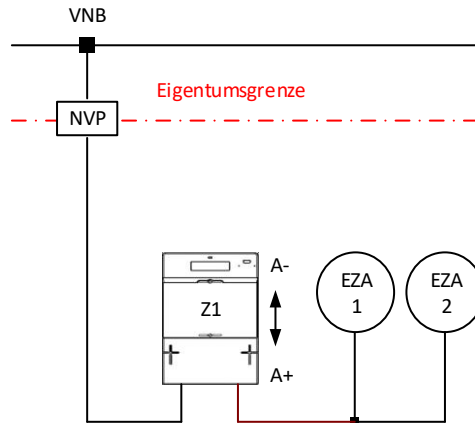 VNB
Eigentumsgrenze
NVP
A-
Z1
A+
EZA
1
EZA
2